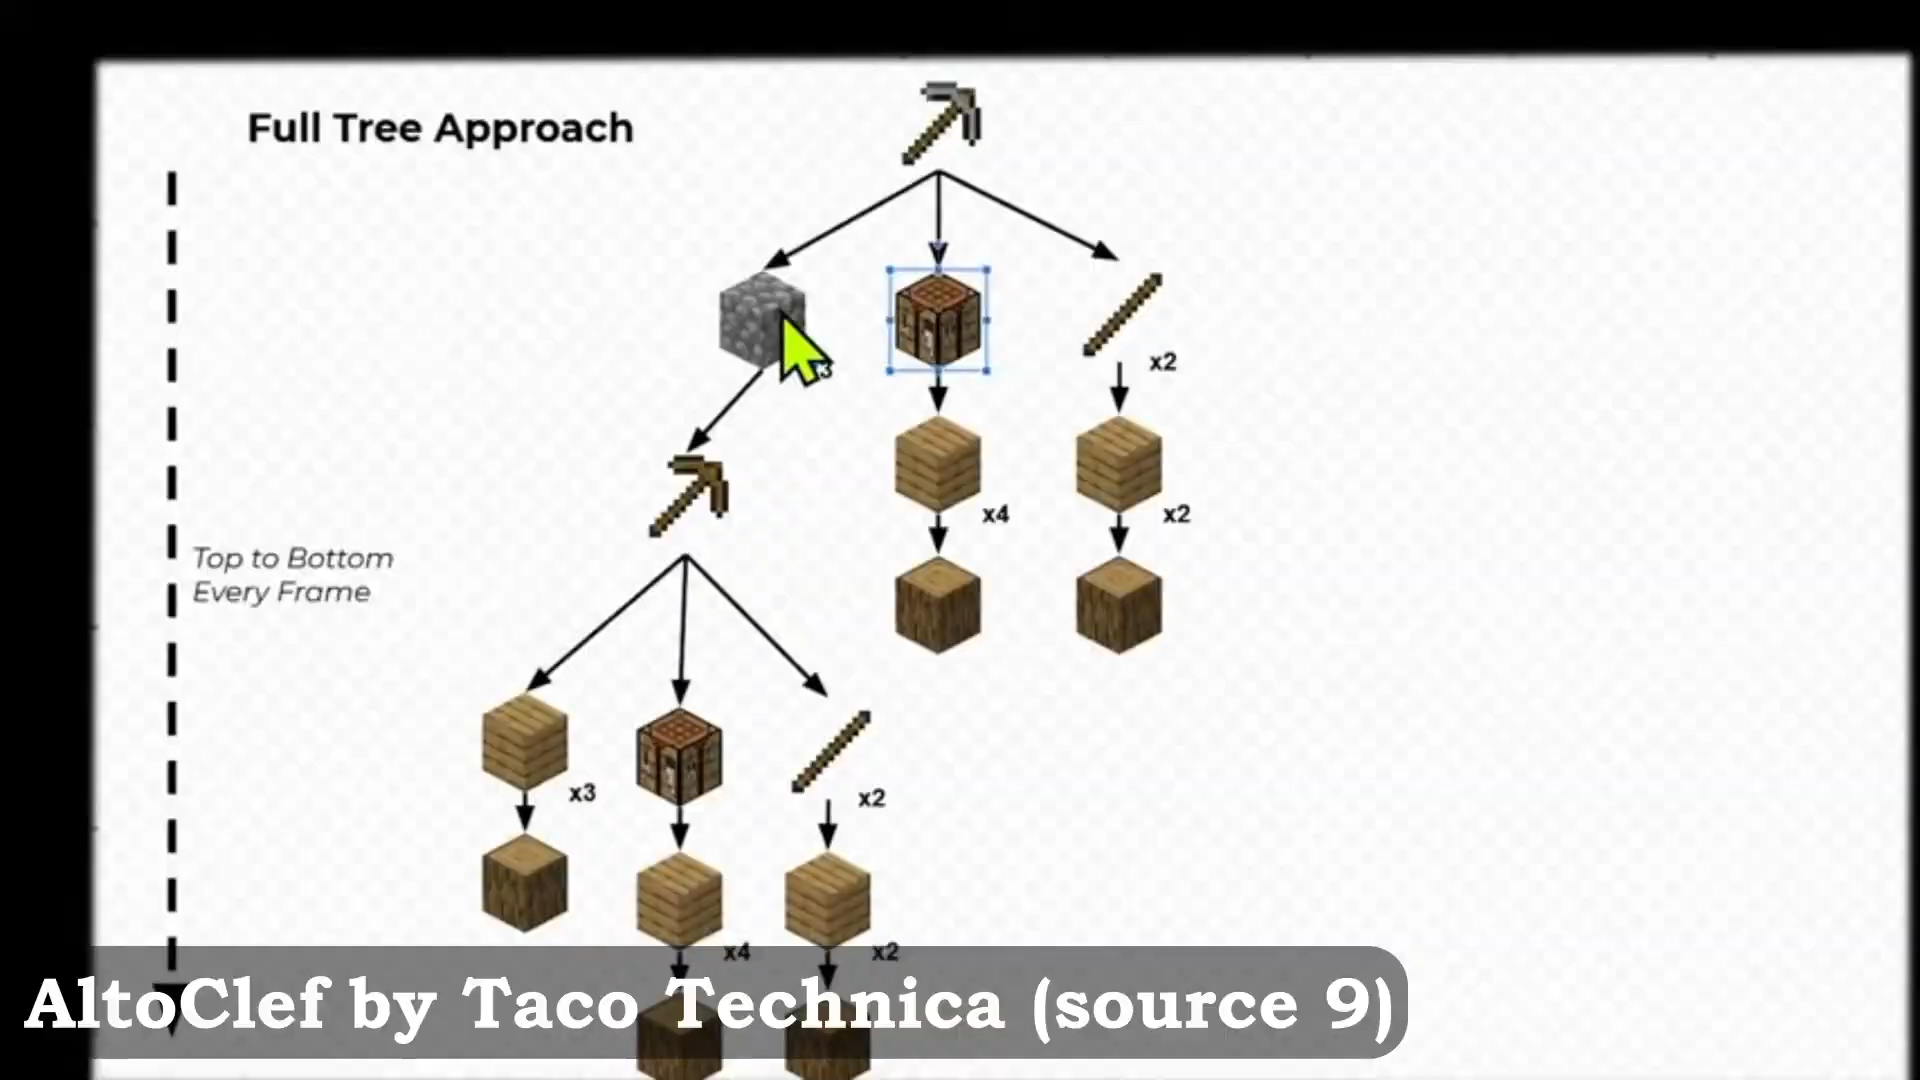 Full Tree Approach
3
x2
x4
x2
Top to Bottom
Every Frame
x3
x2
x4
x2
AltoClef by Taco Technica (source 9)